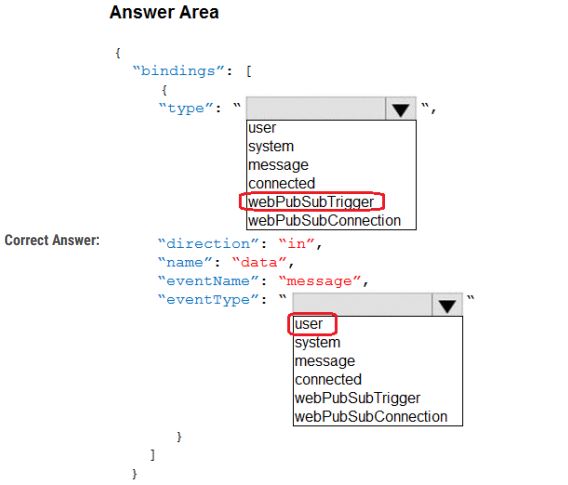 Answer Area
{
“bindings”: [
{
“type”: “ “,
user
system
message
connected
webPubSubTrigger
webPubSubConnection
Correct Answer:
“direction”: “in”,
“name”: “data”,
“eventName”: “message”,
“eventType”: “ “
user
system
message
connected
webPubSubTrigger
webPubSubConnection
}
]
}